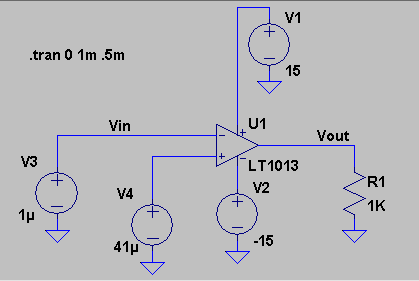 V1
.tran 0 1m .5m
15
U1
Vin
Vout
LT1013
V3
V4
V2
R1
1K
1µ
41µ
-15